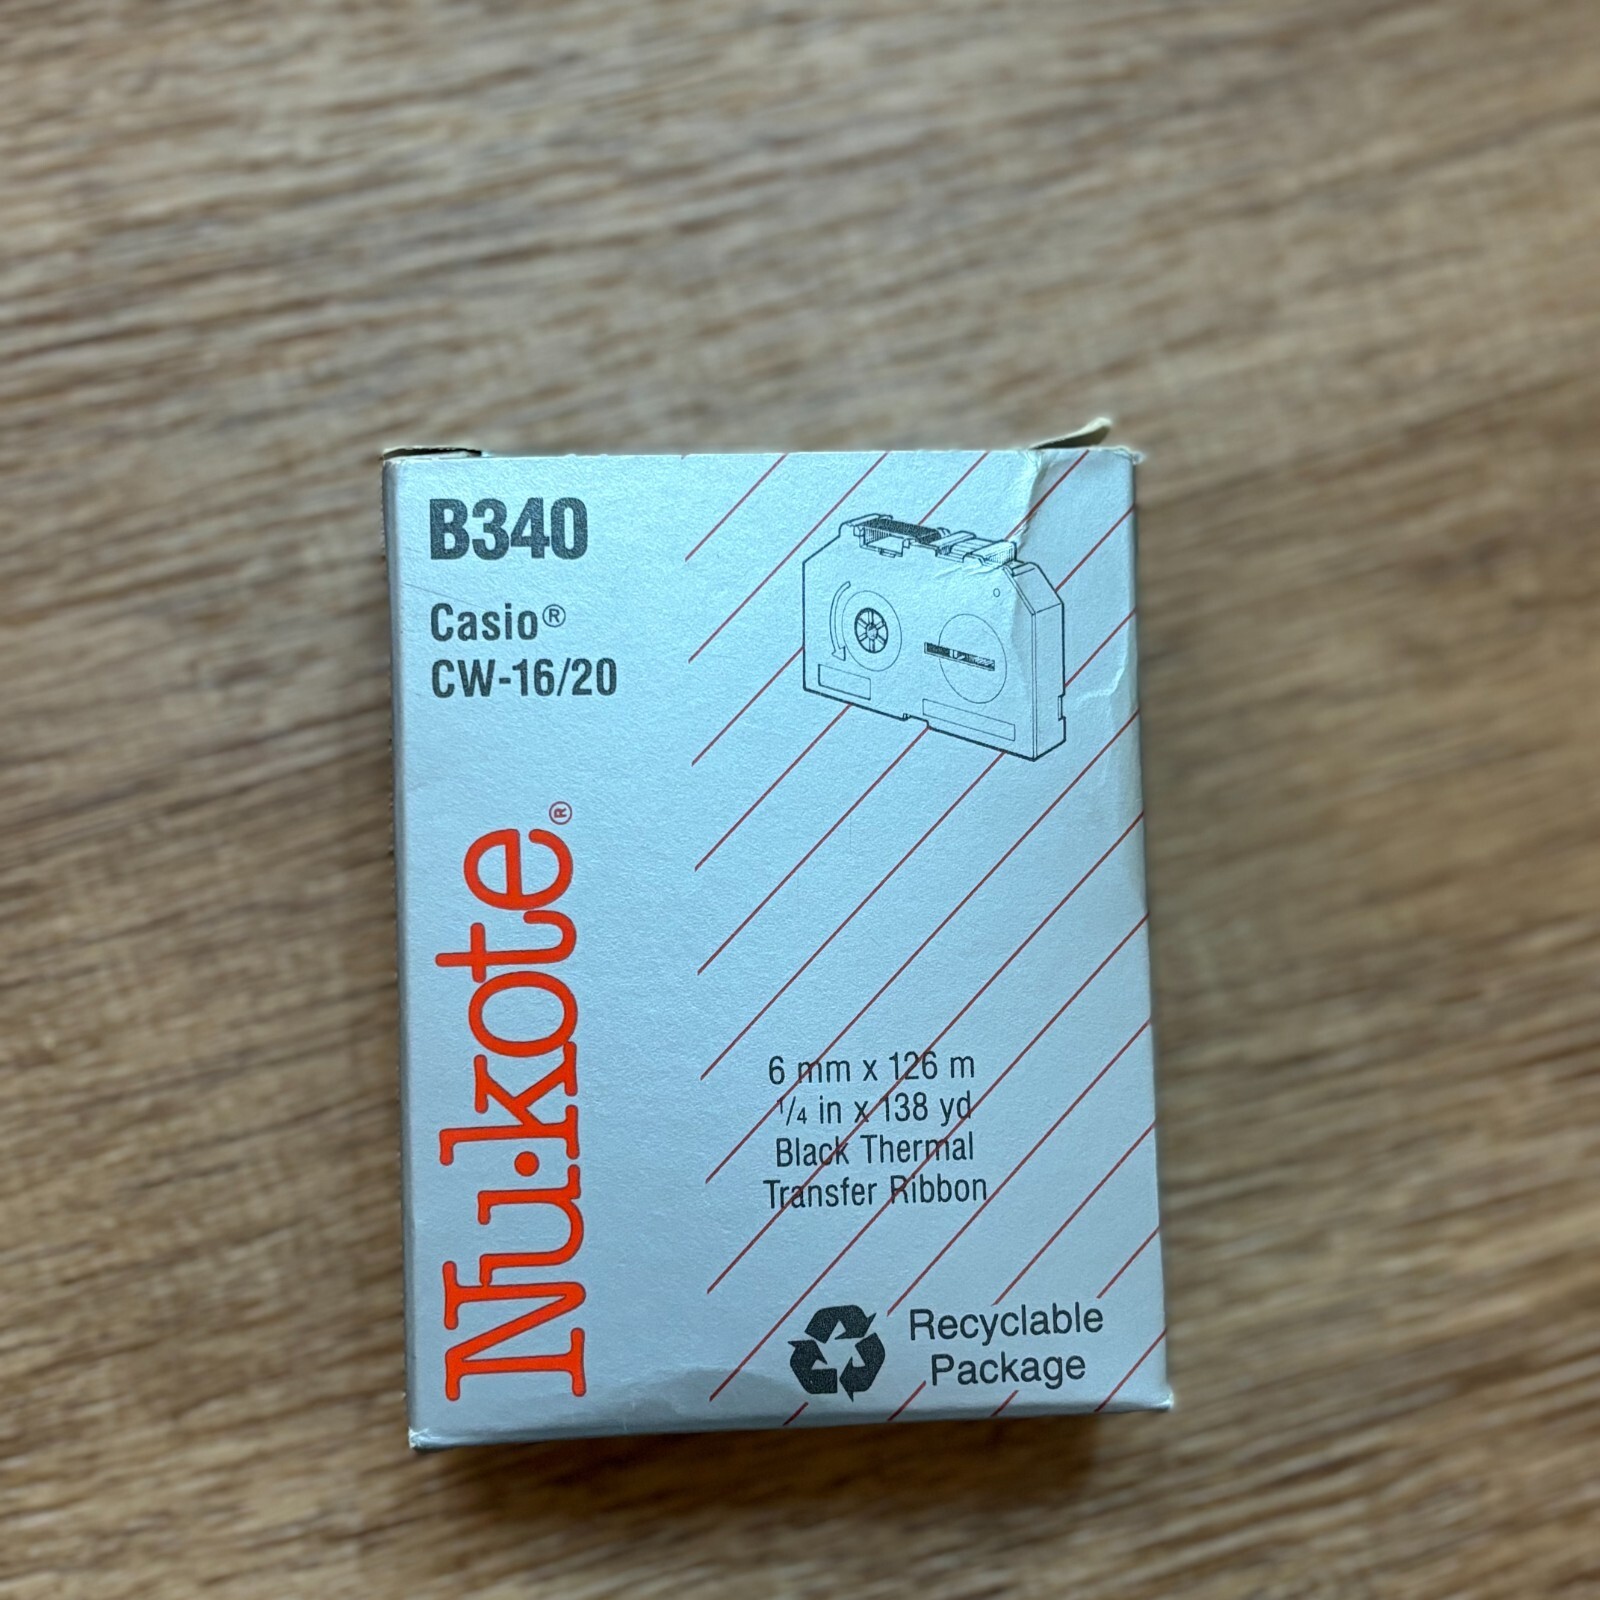 B340
Casio®
CW-16/20
Nu·kote®
6 mm x 126 m
1/4 in x 138 yd
Black Thermal
Transfer Ribbon
Recyclable
Package